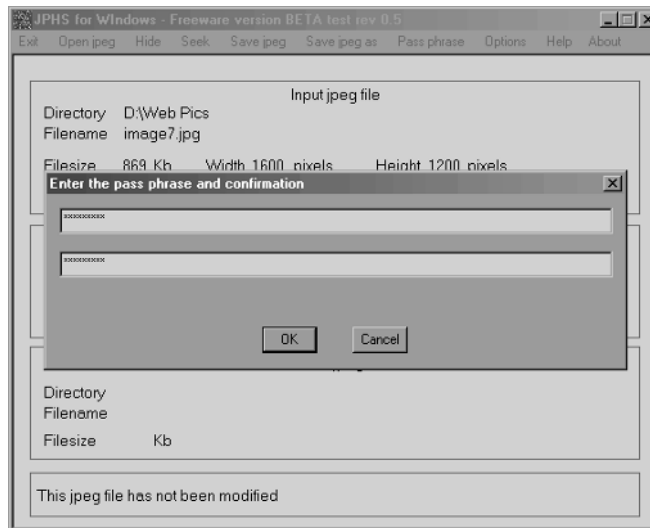 JPHS for WIndows - Freeware version BETA test rev 0.5
Exit Open jpeg Hide Seek Save jpeg Save jpeg as Pass phrase Options Help About
Input jpeg file
Directory D:\Web Pics
Filename image7.jpg
Filesize 869 Kb Width 1600 pixels Height 1200 pixels
Enter the pass phrase and confirmation
*********
*********
OK Cancel
Directory
Filename
Filesize Kb
This jpeg file has not been modified